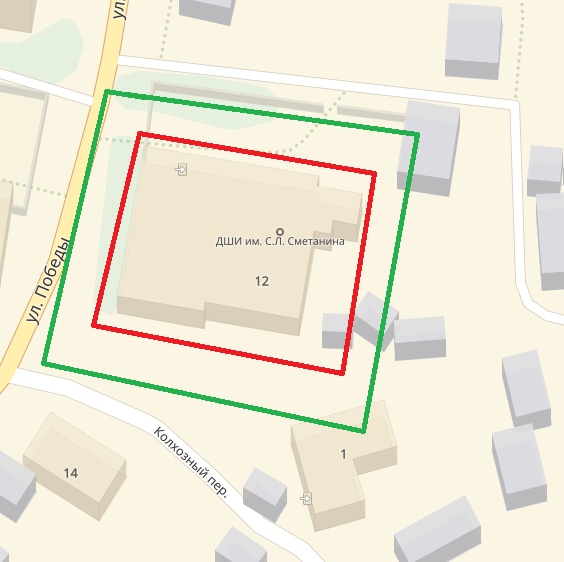 ул.
ДШИ им. С.Л. Сметанина
12
ул. Победы
Колхозный пер.
1
14